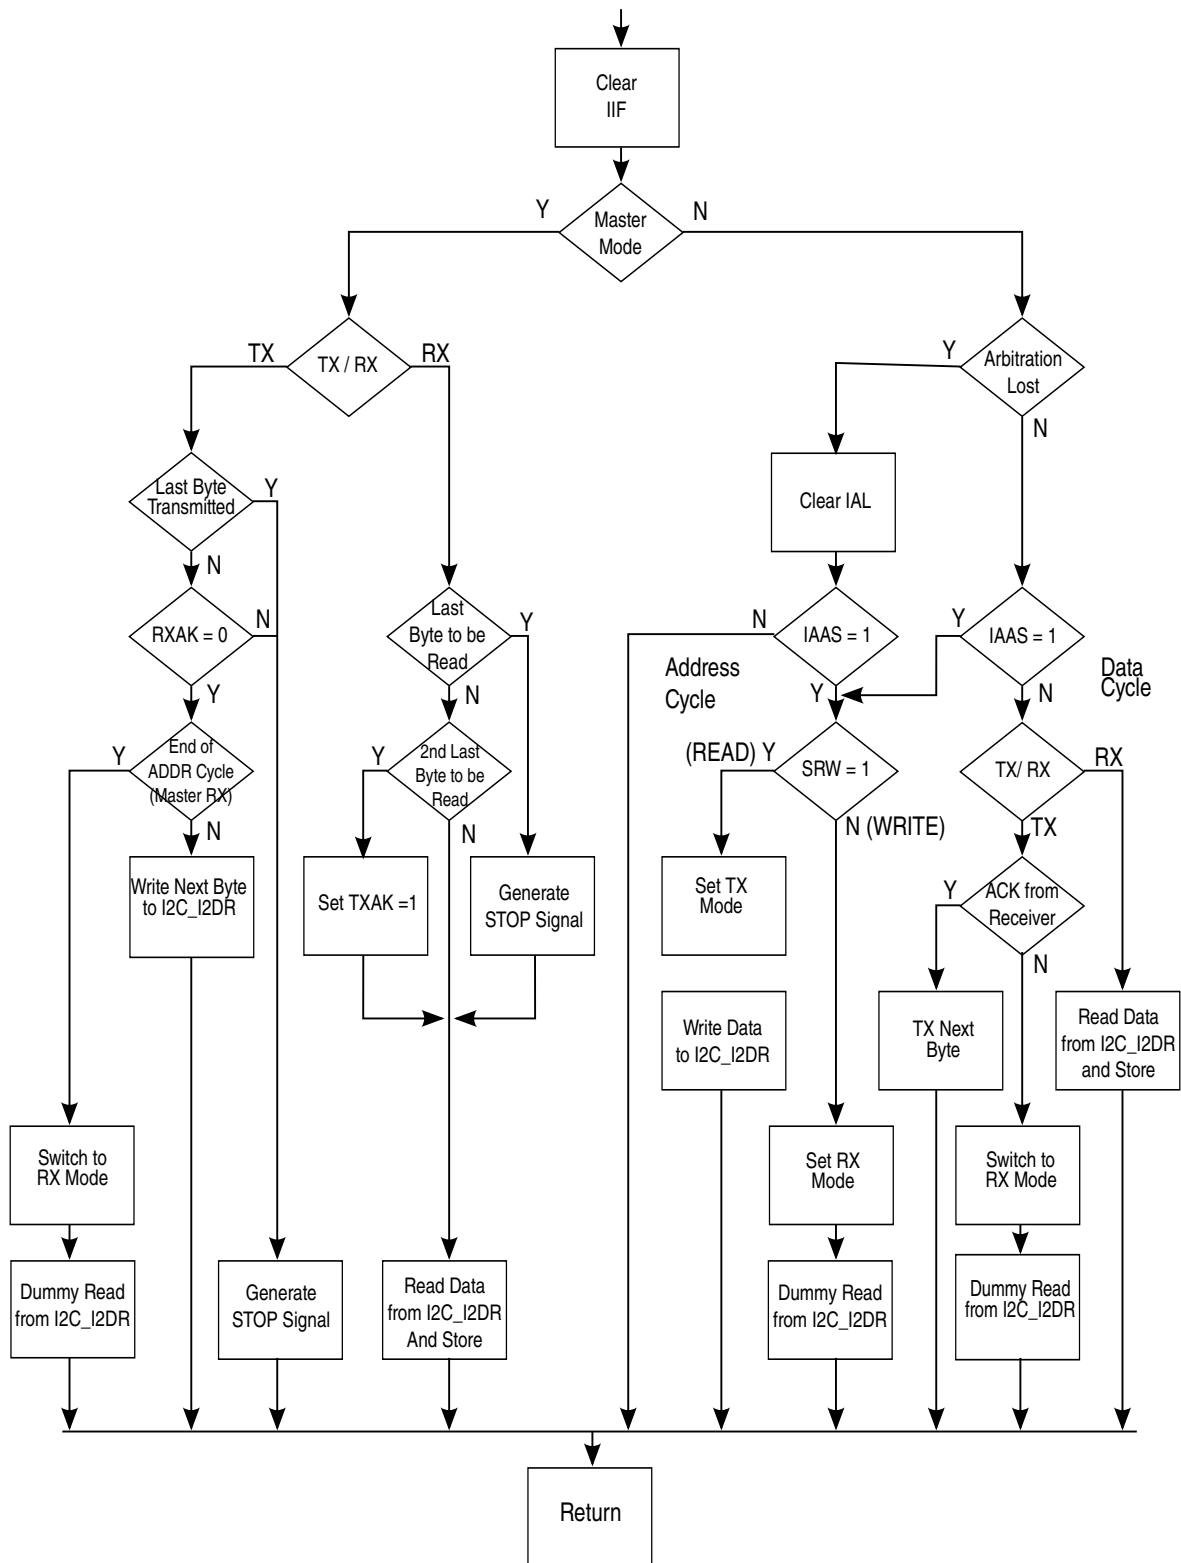 Clear
IIF
Y
N
Master
Mode
TX
TX / RX
RX
Y
Arbitration
Lost
N
Last Byte
Transmitted
Y
N
Clear IAL
RXAK = 0
N
Y
Last
Byte to be
Read
Y
N
N
IAAS = 1
Y
Y
IAAS = 1
N
Address
Cycle
Data
Cycle
Y
End of
ADDR Cycle
(Master RX)
N
Y
2nd Last
Byte to be
Read
N
(READ) Y
SRW = 1
N (WRITE)
TX/ RX
RX
TX
Write Next Byte
to I2C_I2DR
Set TXAK =1
Generate
STOP Signal
Set TX
Mode
Y
ACK from
Receiver
N
Write Data
to I2C_I2DR
TX Next
Byte
Read Data
from I2C_I2DR
and Store
Switch to
RX Mode
Set RX
Mode
Switch to
RX Mode
Dummy Read
from I2C_I2DR
Generate
STOP Signal
Read Data
from I2C_I2DR
And Store
Dummy Read
from I2C_I2DR
Dummy Read
from I2C_I2DR
Return